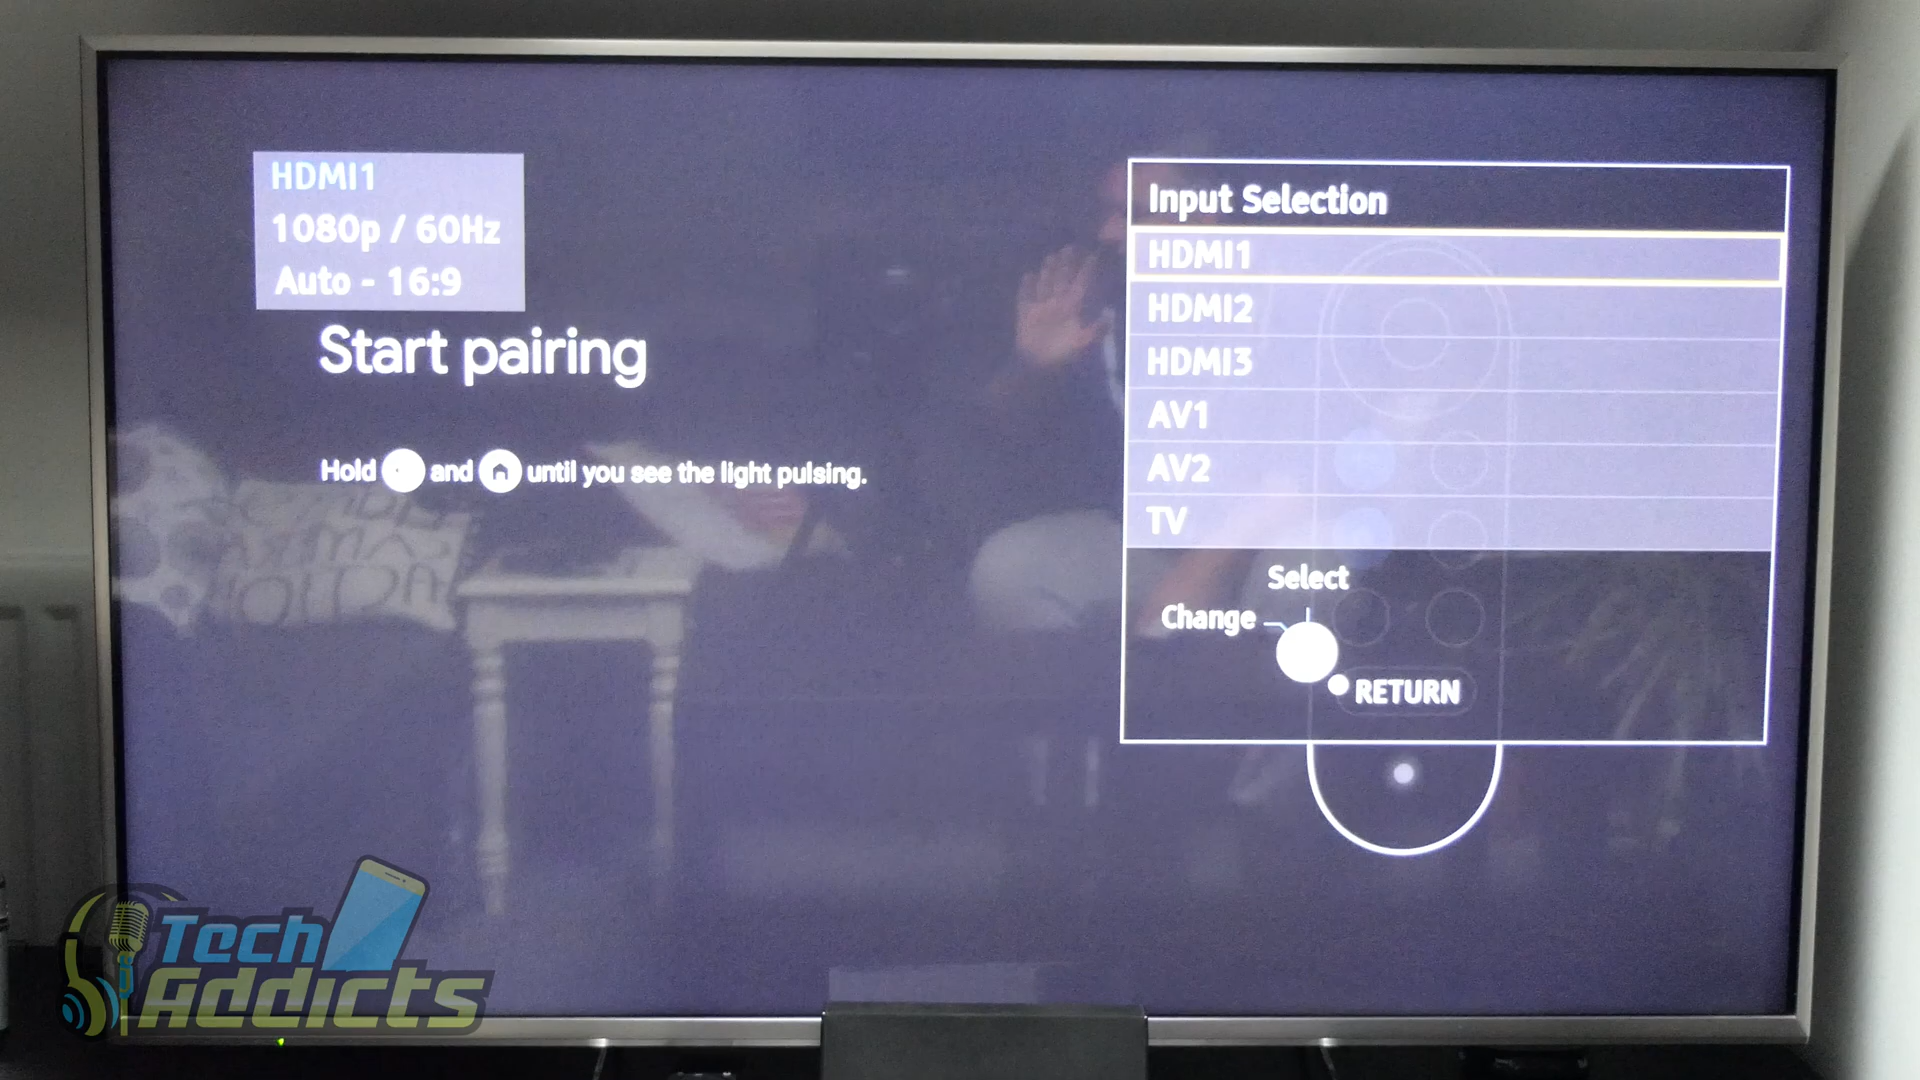 HDMI1
1080p / 60Hz
Auto - 16:9
Start pairing
Hold and until you see the light pulsing.
Input Selection
HDMI1
HDMI2
HDMI3
AV1
AV2
TV
Select
Change
RETURN
Tech
Addicts